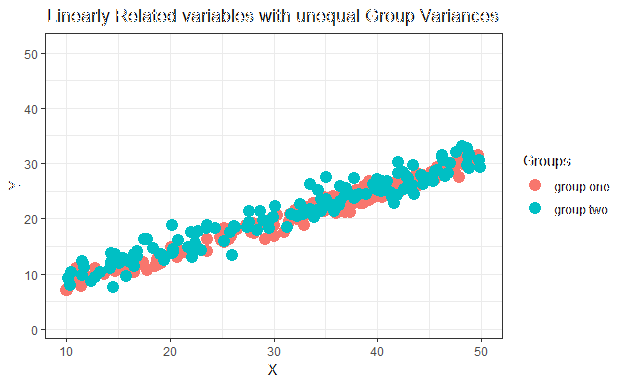 Linearly Related variables with unequal Group Variances
50
40
30
20
10
0
Y
10 20 30 40 50
X
Groups
group one
group two